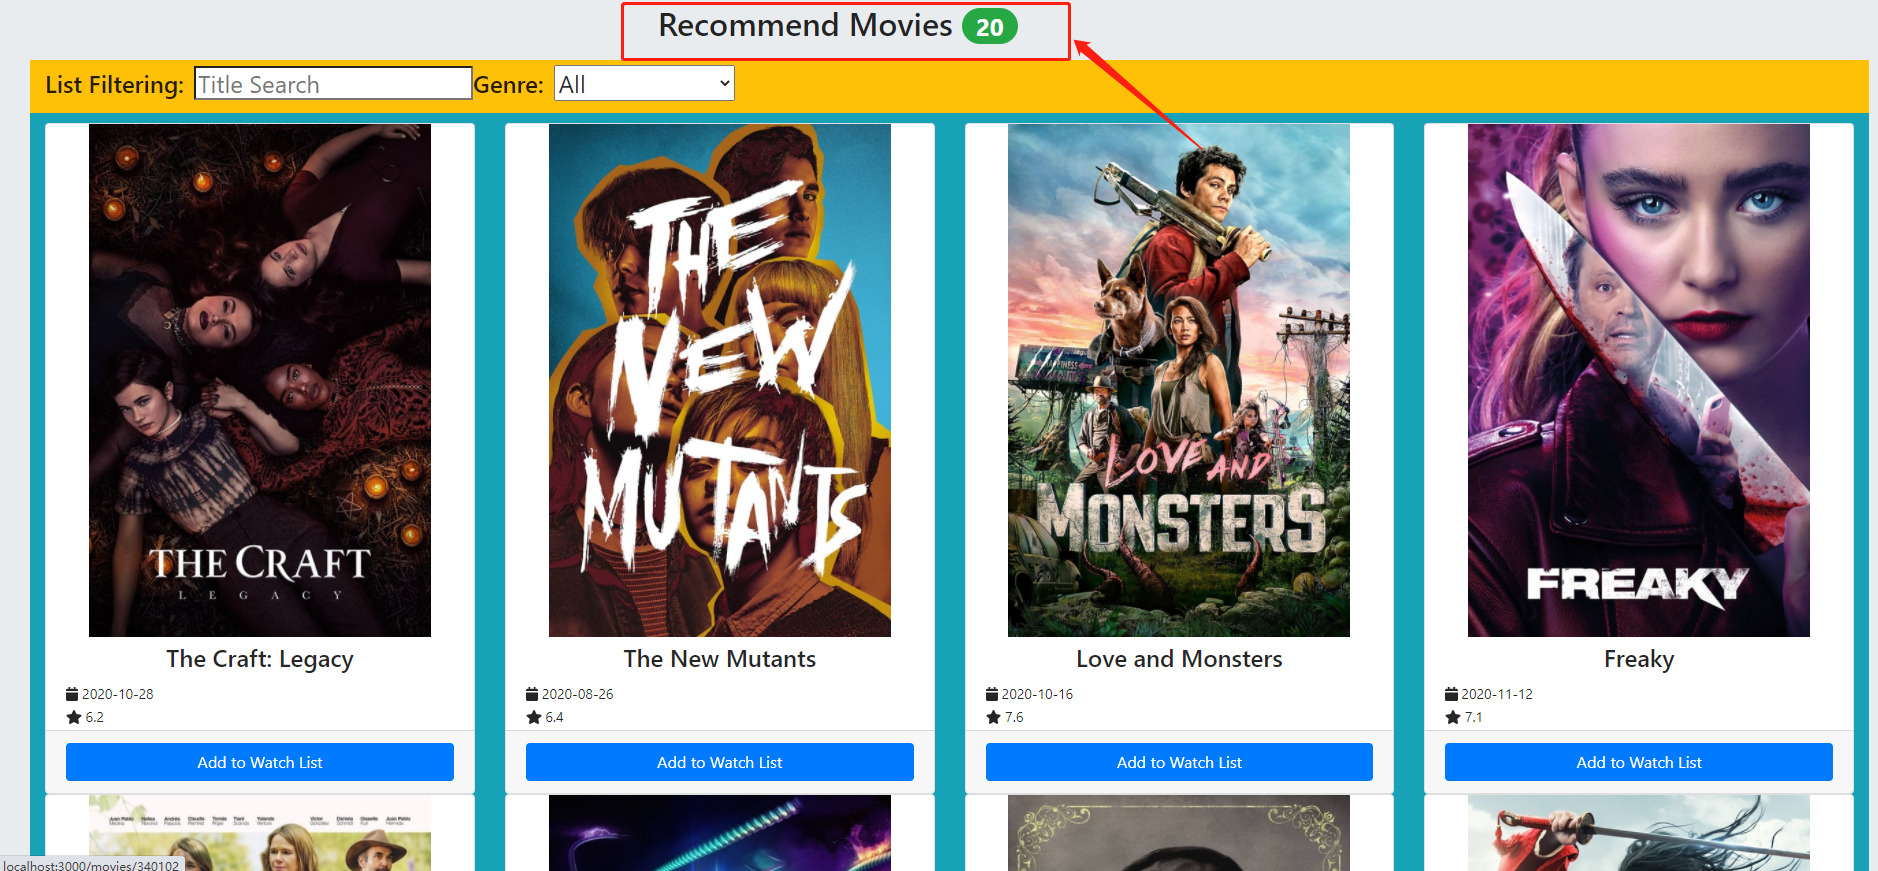 Recommend Movies 20
List Filtering: Title Search Genre: All
THE CRAFT
LEGACY
THE
NEW
MUTANTS
LOVE AND
MONSTERS
FREAKY
The Craft: Legacy
The New Mutants
Love and Monsters
Freaky
2020-10-28
2020-08-26
2020-10-16
2020-11-12
6.2
6.4
7.6
7.1
Add to Watch List
Add to Watch List
Add to Watch List
Add to Watch List
localhost:3000/movies/340102